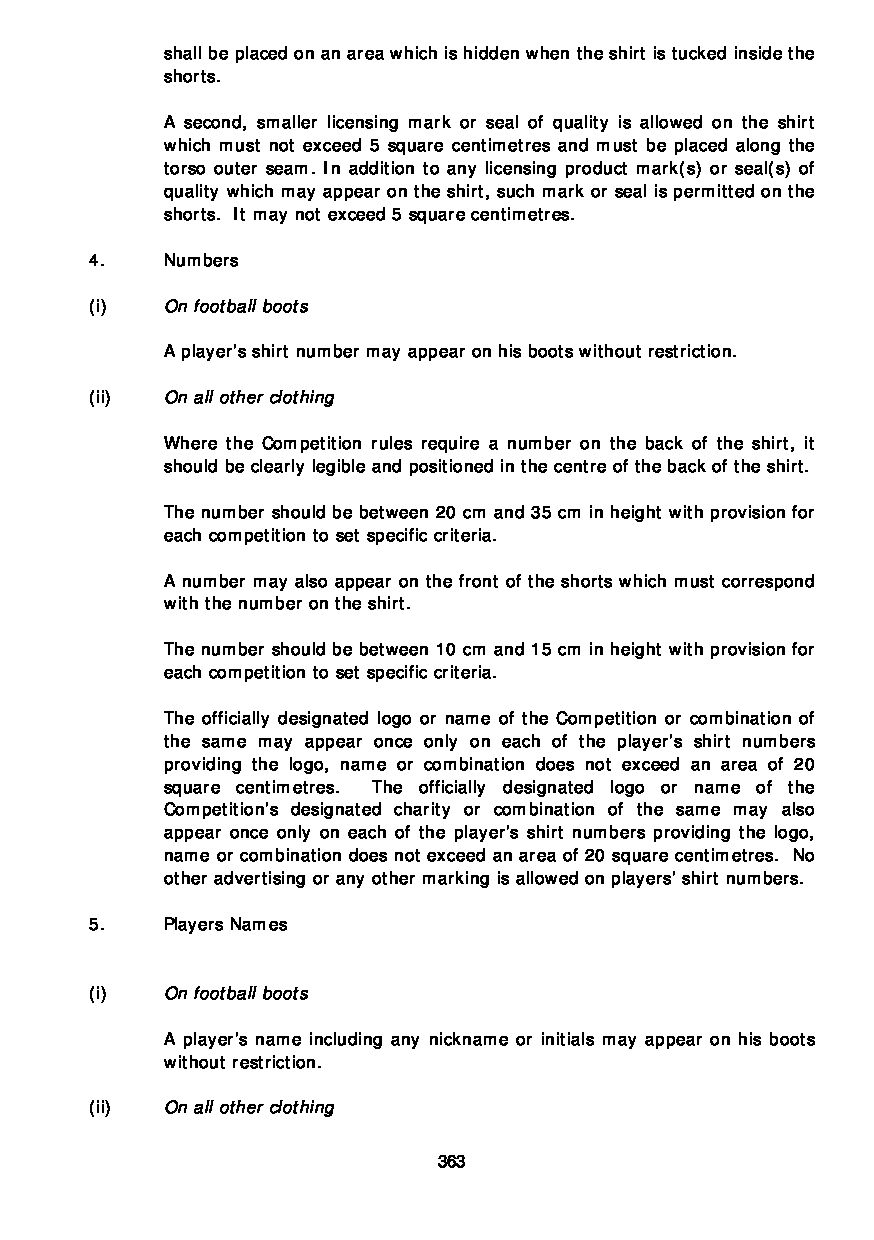 shall be placed on an area which is hidden when the shirt is tucked inside the
shorts.
A second, smaller licensing mark or seal of quality is allowed on the shirt
which must not exceed 5 square centimetres and must be placed along the
torso outer seam. In addition to any licensing product mark(s) or seal(s) of
quality which may appear on the shirt, such mark or seal is permitted on the
shorts. It may not exceed 5 square centimetres.
4. Numbers
(i) On football boots
A player's shirt number may appear on his boots without restriction.
(ii) On all other clothing
Where the Competition rules require a number on the back of the shirt, it
should be clearly legible and positioned in the centre of the back of the shirt.
The number should be between 20 cm and 35 cm in height with provision for
each competition to set specific criteria.
A number may also appear on the front of the shorts which must correspond
with the number on the shirt.
The number should be between 10 cm and 15 cm in height with provision for
each competition to set specific criteria.
The officially designated logo or name of the Competition or combination of
the same may appear once only on each of the player's shirt numbers
providing the logo, name or combination does not exceed an area of 20
square centimetres. The officially designated logo or name of the
Competition's designated charity or combination of the same may also
appear once only on each of the player's shirt numbers providing the logo,
name or combination does not exceed an area of 20 square centimetres. No
other advertising or any other marking is allowed on players' shirt numbers.
5. Players Names
(i) On football boots
A player's name including any nickname or initials may appear on his boots
without restriction.
(ii) On all other clothing
363